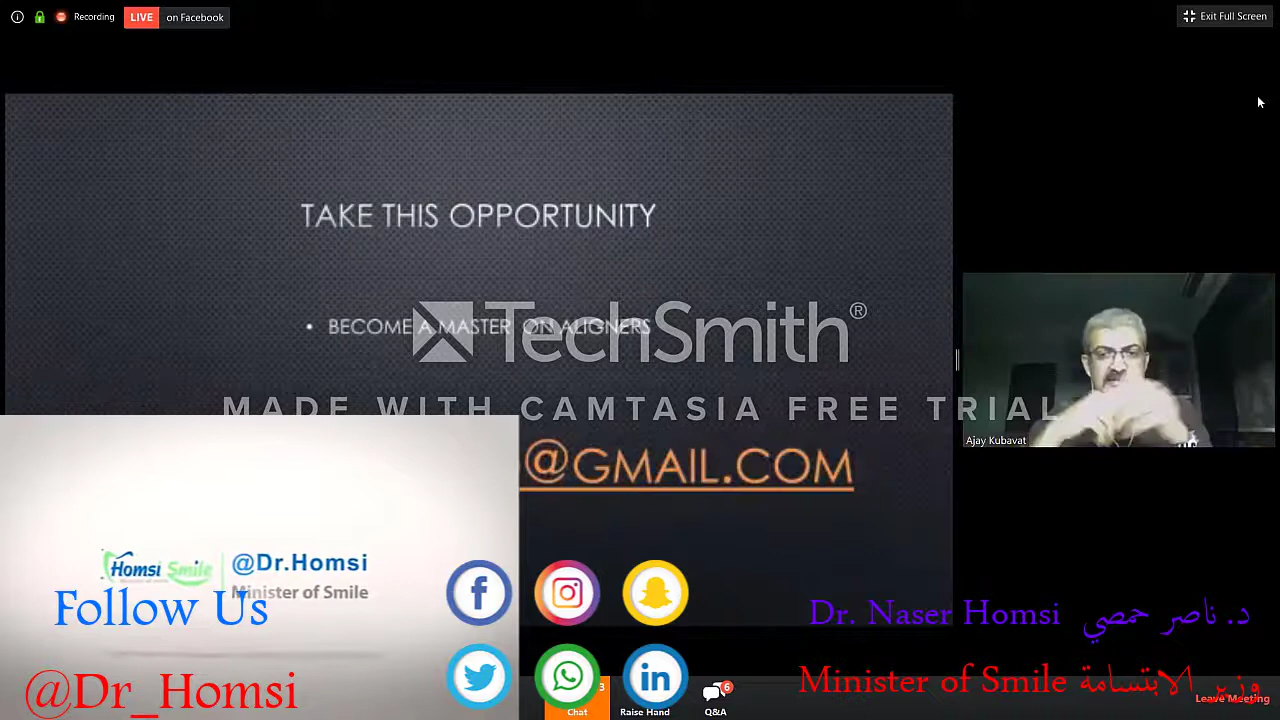 Recording
LIVE on Facebook
Exit Full Screen
TAKE THIS OPPORTUNITY
• BECOME A MASTER ON ALIGNERS
TechSmith®
MADE WITH CAMTASIA FREE TRIAL
Ajay Kubavat
@GMAIL.COM
Homsi Smile
@Dr.Homsi
Minister of Smile
Follow Us
@Dr_Homsi
Dr. Naser Homsi د. ناصر حمصي
Minister of Smile وزير الابتسامة
3
Chat
Raise Hand
6
Q&A
Leave Meeting